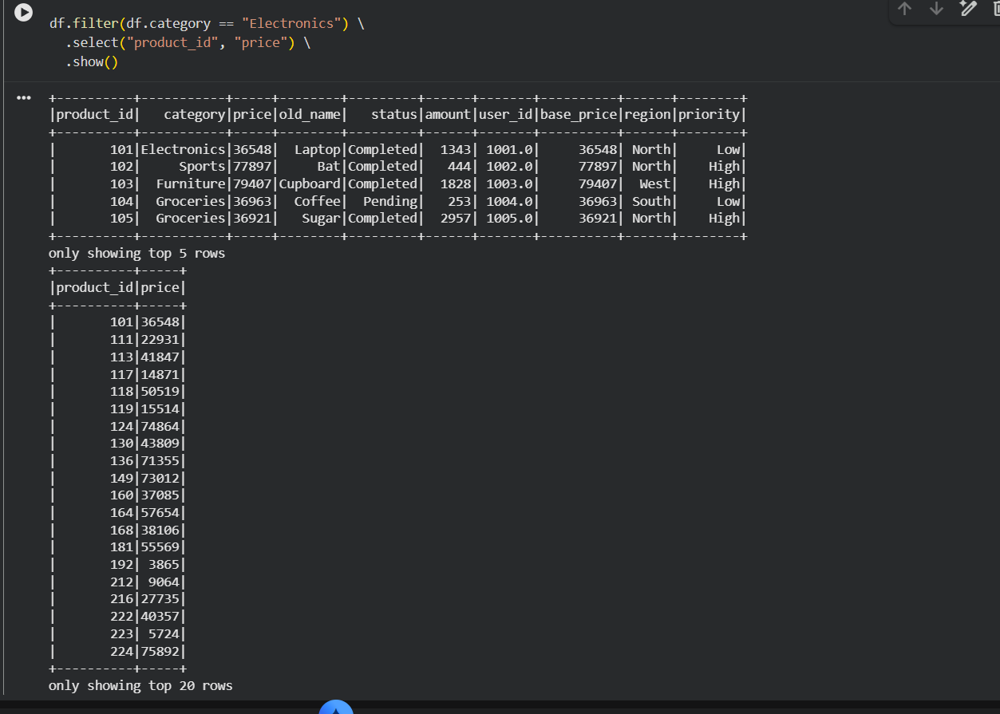 df.filter(df.category == "Electronics") \
  .select("product_id", "price") \
  .show()
+----------+-----------+-----+--------+---------+------+-------+----------+------+--------+
|product_id|   category|price|old_name|   status|amount|user_id|base_price|region|priority|
+----------+-----------+-----+--------+---------+------+-------+----------+------+--------+
|       101|Electronics|36548|  Laptop|Completed|  1343| 1001.0|     36548| North|     Low|
|       102|     Sports|77897|     Bat|Completed|   444| 1002.0|     77897| North|    High|
|       103|  Furniture|79407|Cupboard|Completed|  1828| 1003.0|     79407|  West|    High|
|       104|  Groceries|36963|  Coffee|  Pending|   253| 1004.0|     36963| South|     Low|
|       105|  Groceries|36921|   Sugar|Completed|  2957| 1005.0|     36921| North|    High|
+----------+-----------+-----+--------+---------+------+-------+----------+------+--------+
only showing top 5 rows
+----------+-----+
|product_id|price|
+----------+-----+
|       101|36548|
|       111|22931|
|       113|41847|
|       117|14871|
|       118|50519|
|       119|15514|
|       124|74864|
|       130|43809|
|       136|71355|
|       149|73012|
|       160|37085|
|       164|57654|
|       168|38106|
|       181|55569|
|       192| 3865|
|       212| 9064|
|       216|27735|
|       222|40357|
|       223| 5724|
|       224|75892|
+----------+-----+
only showing top 20 rows